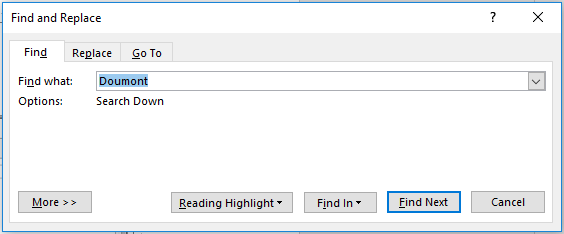 Find and Replace
Find Replace Go To
Find what: Doumont
Options: Search Down
More >> Reading Highlight Find In Find Next Cancel